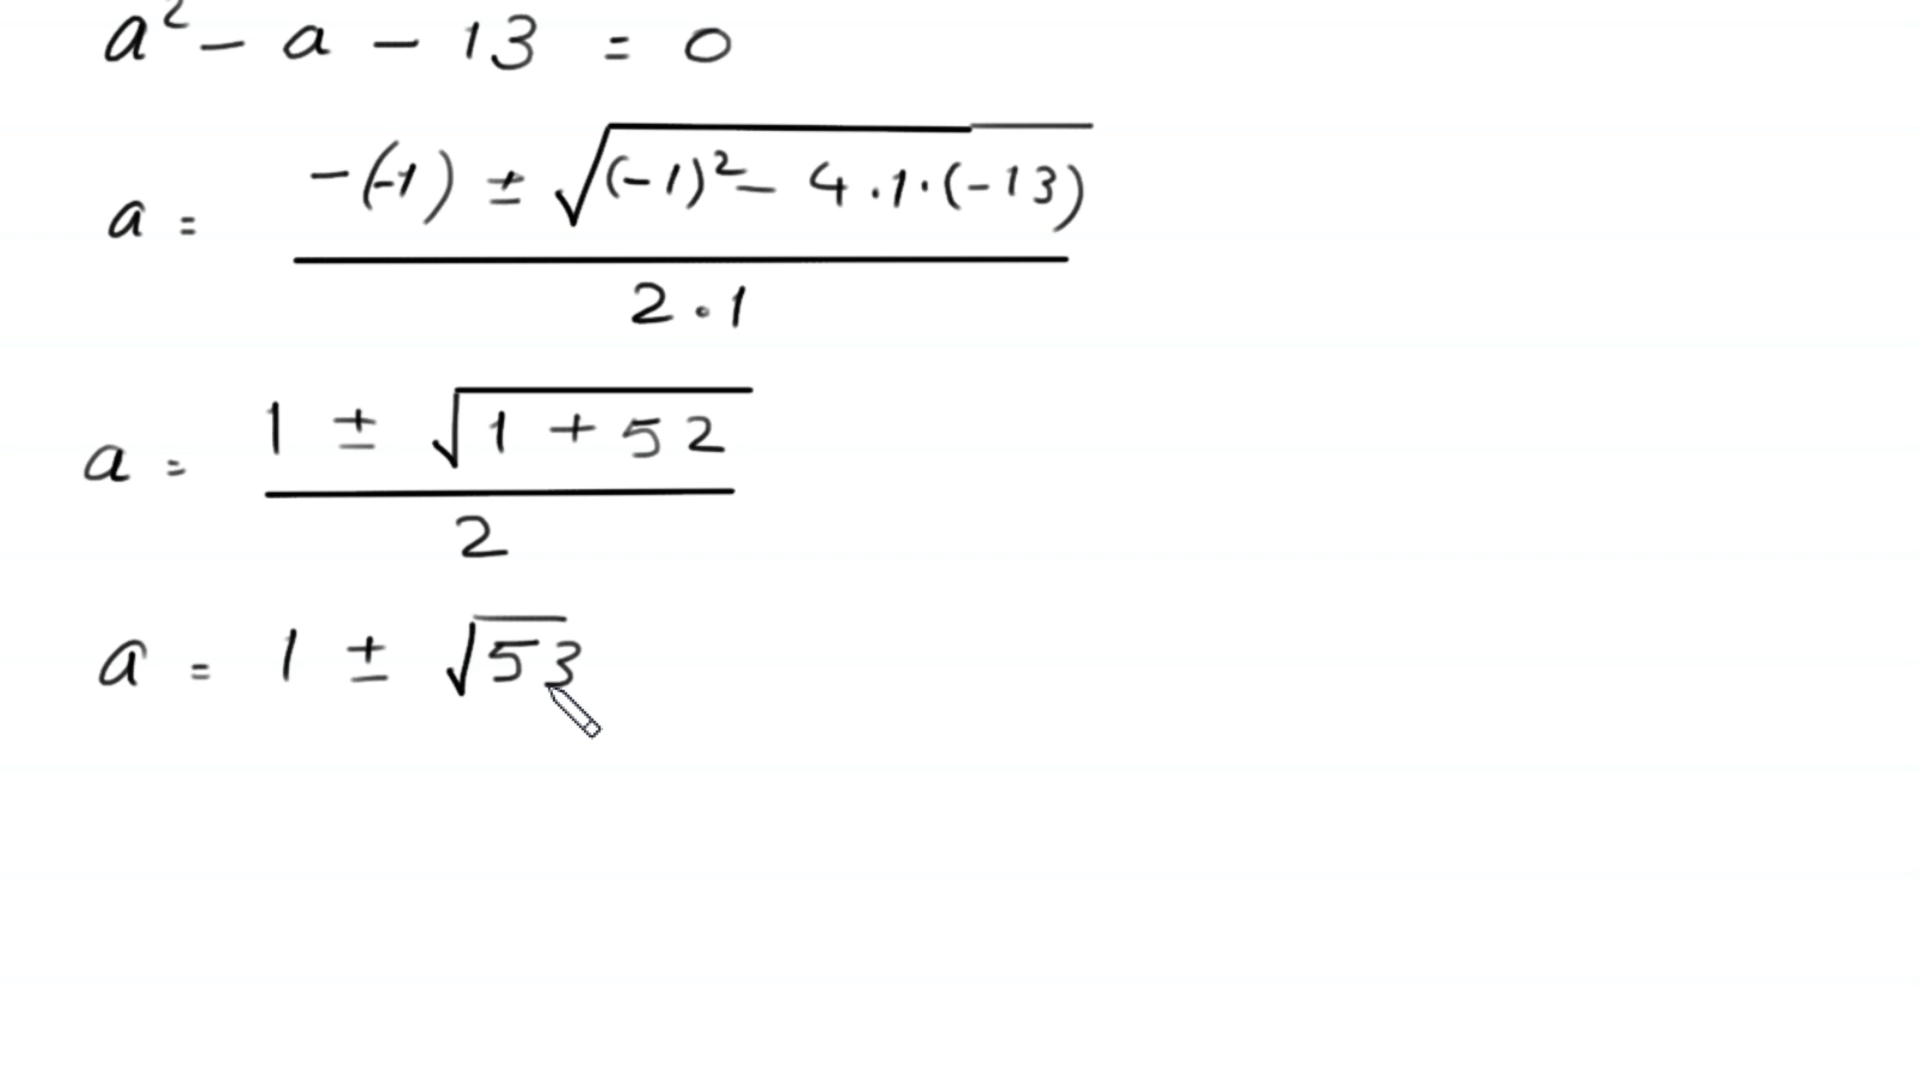 a² - a - 13 = 0
a = (-(-1) ± √((-1)² - 4·1·(-13))) / (2·1)
a = (1 ± √(1 + 52)) / 2
a = 1 ± √53